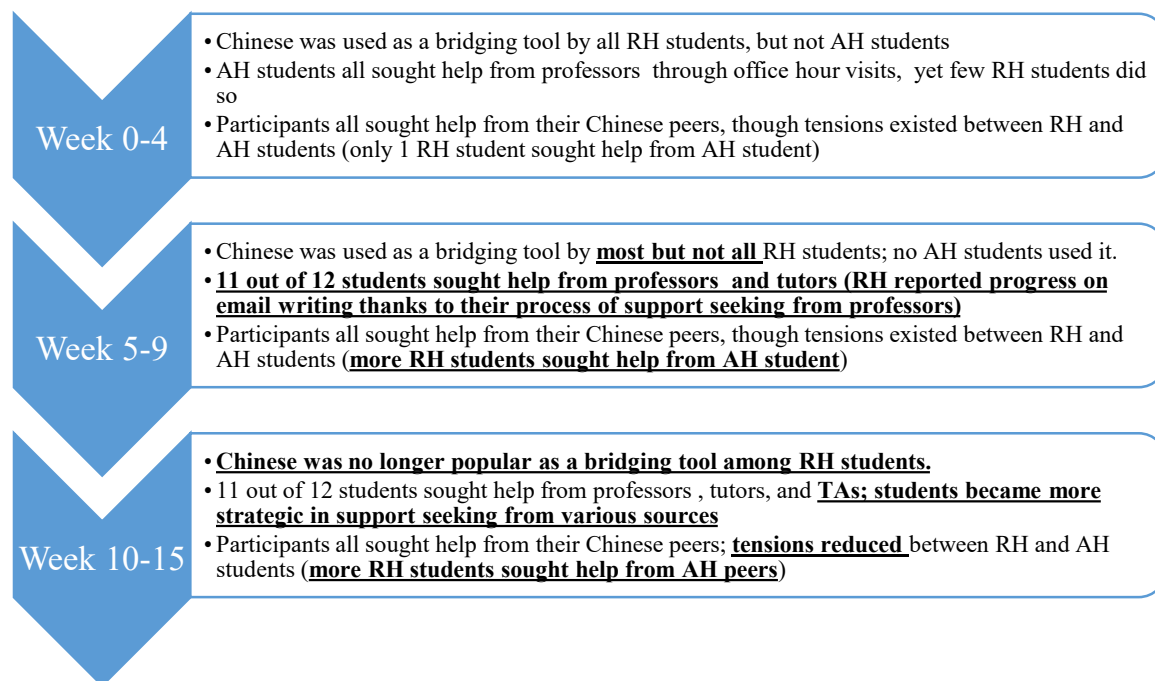 Week 0-4
• Chinese was used as a bridging tool by all RH students, but not AH students
• AH students all sought help from professors through office hour visits, yet few RH students did
so
• Participants all sought help from their Chinese peers, though tensions existed between RH and
AH students (only 1 RH student sought help from AH student)
Week 5-9
• Chinese was used as a bridging tool by most but not all RH students; no AH students used it.
• 11 out of 12 students sought help from professors and tutors (RH reported progress on
email writing thanks to their process of support seeking from professors)
• Participants all sought help from their Chinese peers, though tensions existed between RH and
AH students (more RH students sought help from AH student)
Week 10-15
• Chinese was no longer popular as a bridging tool among RH students.
• 11 out of 12 students sought help from professors , tutors, and TAs; students became more
strategic in support seeking from various sources
• Participants all sought help from their Chinese peers; tensions reduced between RH and AH
students (more RH students sought help from AH peers)